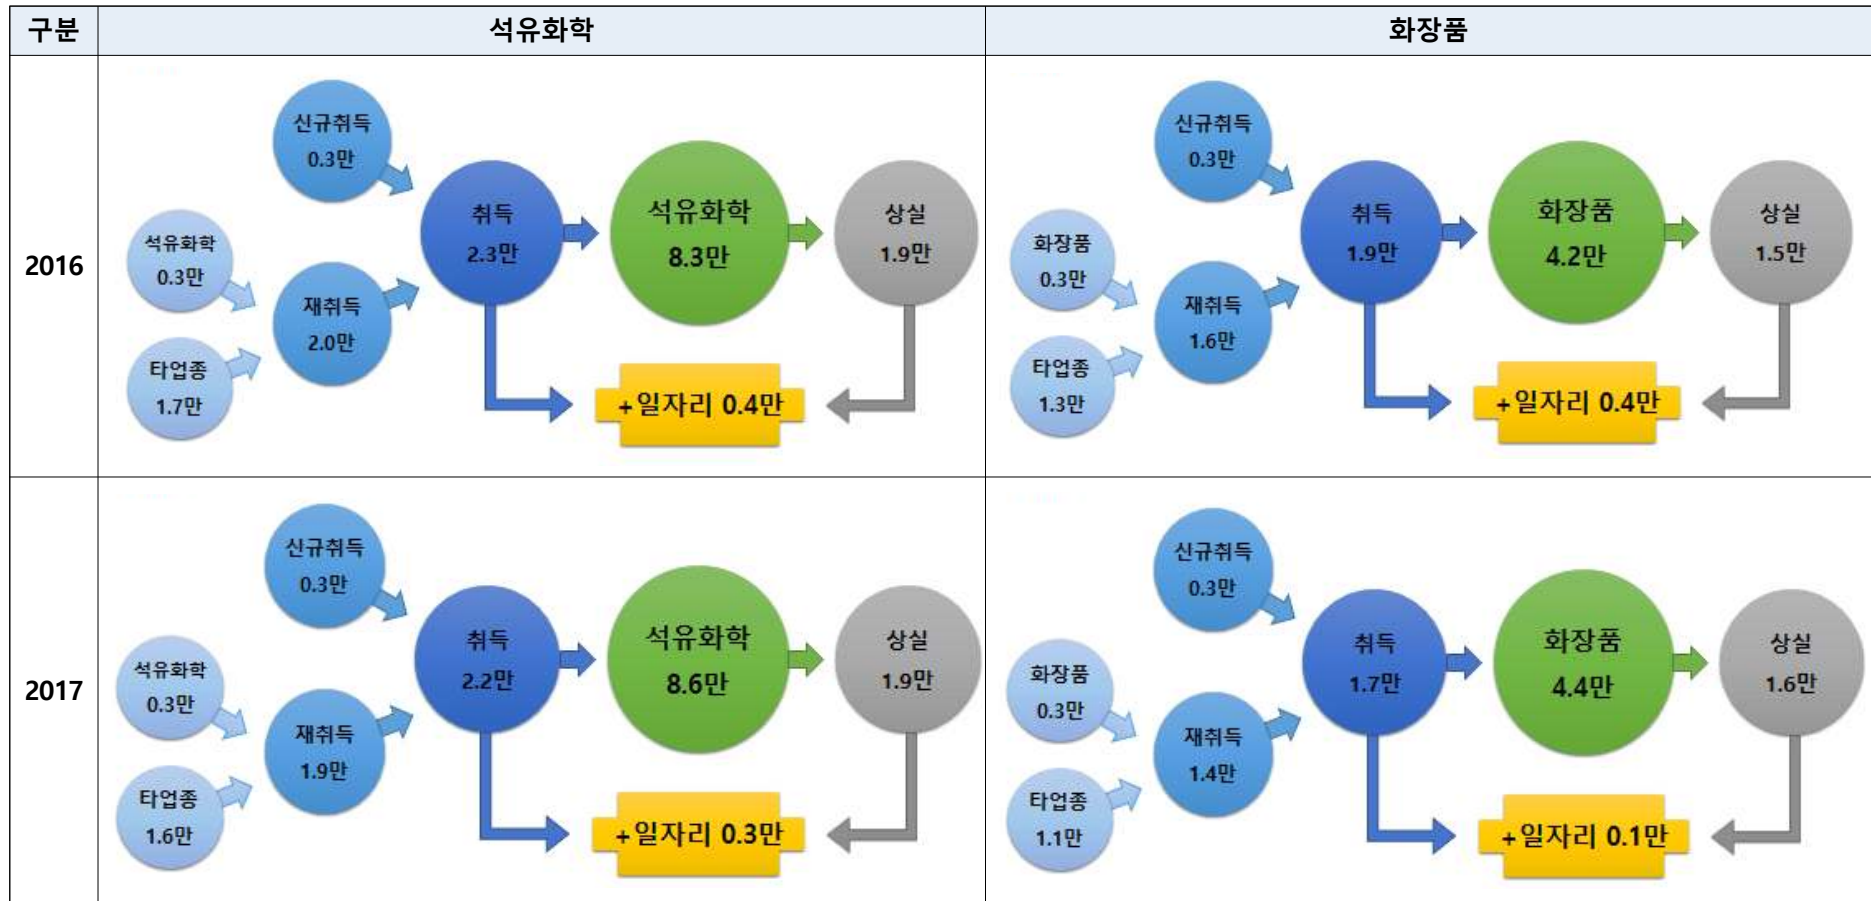 구분
석유화학
화장품
2016
신규취득
0.3만
석유화학
0.3만
타업종
1.7만
재취득
2.0만
취득
2.3만
석유화학
8.3만
상실
1.9만
+일자리 0.4만
신규취득
0.3만
화장품
0.3만
타업종
1.3만
재취득
1.6만
취득
1.9만
화장품
4.2만
상실
1.5만
+일자리 0.4만
2017
신규취득
0.3만
석유화학
0.3만
타업종
1.6만
재취득
1.9만
취득
2.2만
석유화학
8.6만
상실
1.9만
+일자리 0.3만
신규취득
0.3만
화장품
0.3만
타업종
1.1만
재취득
1.4만
취득
1.7만
화장품
4.4만
상실
1.6만
+일자리 0.1만